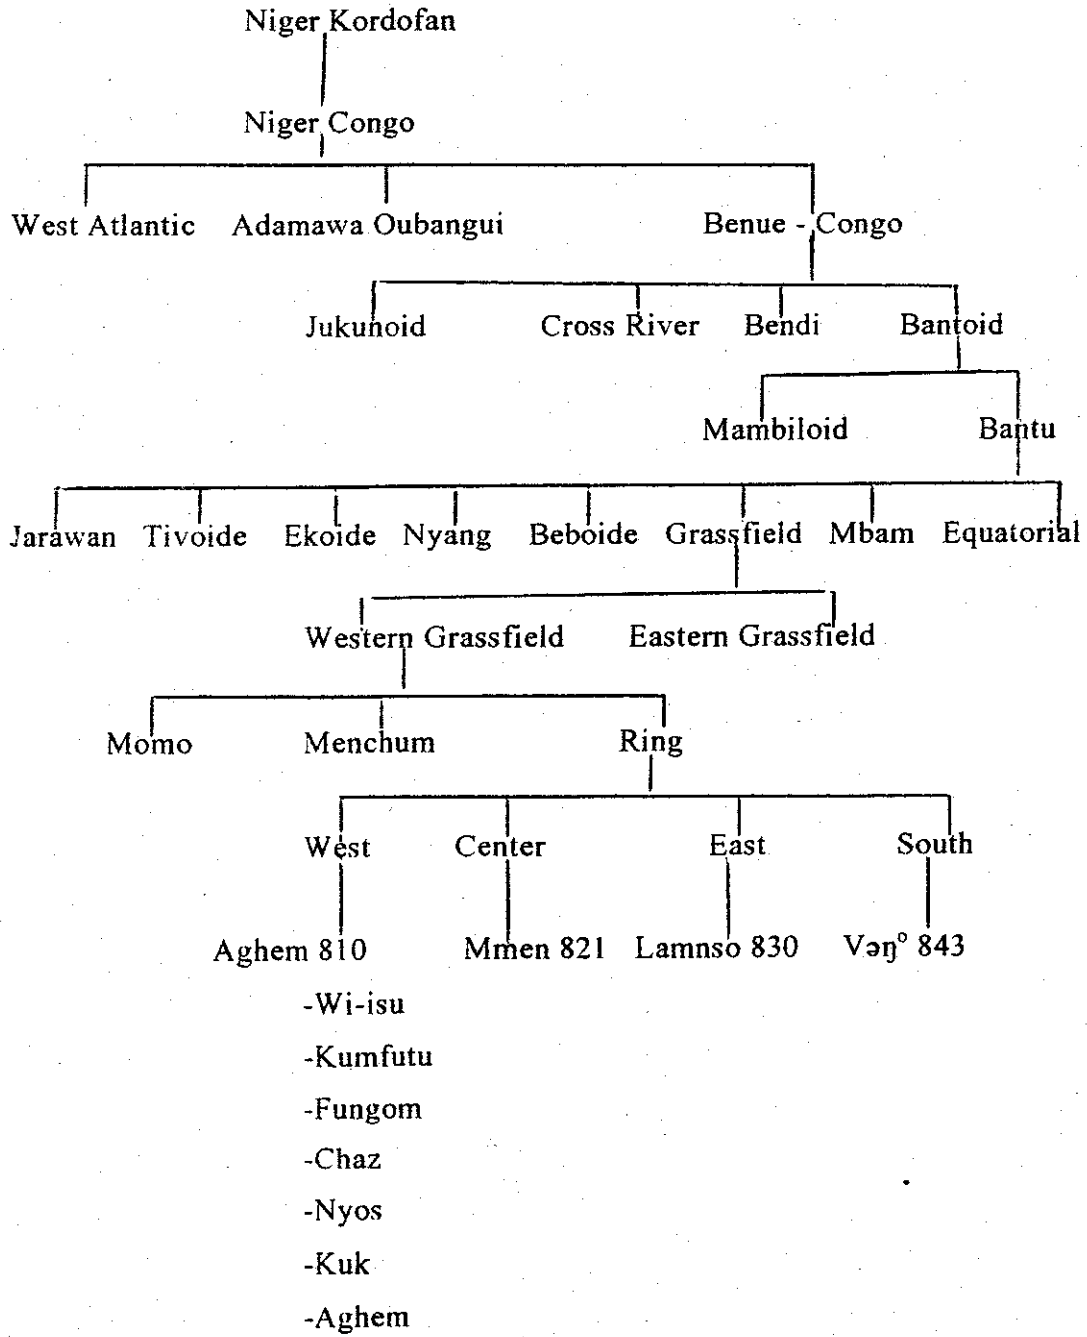 Niger Kordofan
Niger Congo
West Atlantic Adamawa Oubangui Benue - Congo
Jukunoid Cross River Bendi Bantoid
Mambiloid Bantu
Jarawan Tivoide Ekoide Nyang Beboide Grassfield Mbam Equatorial
Western Grassfield Eastern Grassfield
Momo Menchum Ring
West Center East South
Aghem 810 Mmen 821 Lamnso 830 Vəŋ° 843
-Wi-isu
-Kumfutu
-Fungom
-Chaz
-Nyos
-Kuk
-Aghem